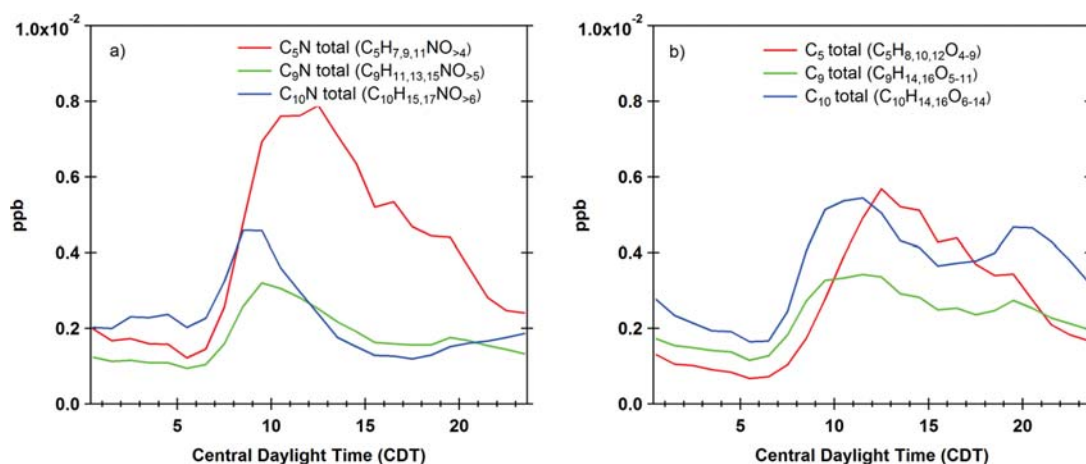 1.0x10-2
a)
C5N total (C5H7,9,11NO>4)
C9N total (C9H11,13,15NO>5)
C10N total (C10H15,17NO>6)
0.8
0.6
0.4
0.2
0.0
ppb
5
10
15
20
Central Daylight Time (CDT)
1.0x10-2
b)
C5 total (C5H8,10,12O4-9)
C9 total (C9H14,16O5-11)
C10 total (C10H14,16O6-14)
0.8
0.6
0.4
0.2
0.0
ppb
5
10
15
20
Central Daylight Time (CDT)